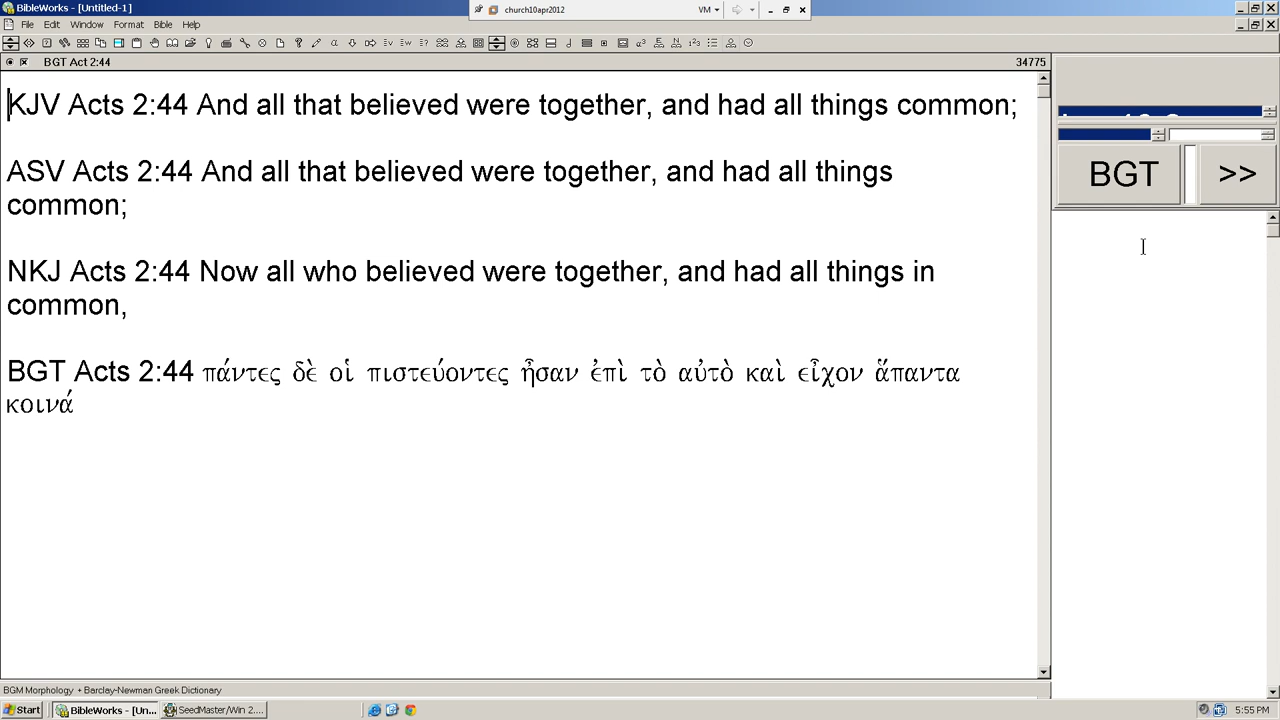 BibleWorks - [Untitled-1]
church10apr2012
VM
File Edit Window Format Bible Help
BGT Act 2:44
34775
KJV Acts 2:44 And all that believed were together, and had all things common;
ASV Acts 2:44 And all that believed were together, and had all things
common;
NKJ Acts 2:44 Now all who believed were together, and had all things in
common,
BGT Acts 2:44 πάντες δὲ οἱ πιστεύοντες ἦσαν ἐπὶ τὸ αὐτὸ καὶ εἶχον ἅπαντα
κοινά
BGT >>
BGM Morphology + Barclay-Newman Greek Dictionary
Start BibleWorks - [Un... SeedMaster/Win 2.... 5:55 PM